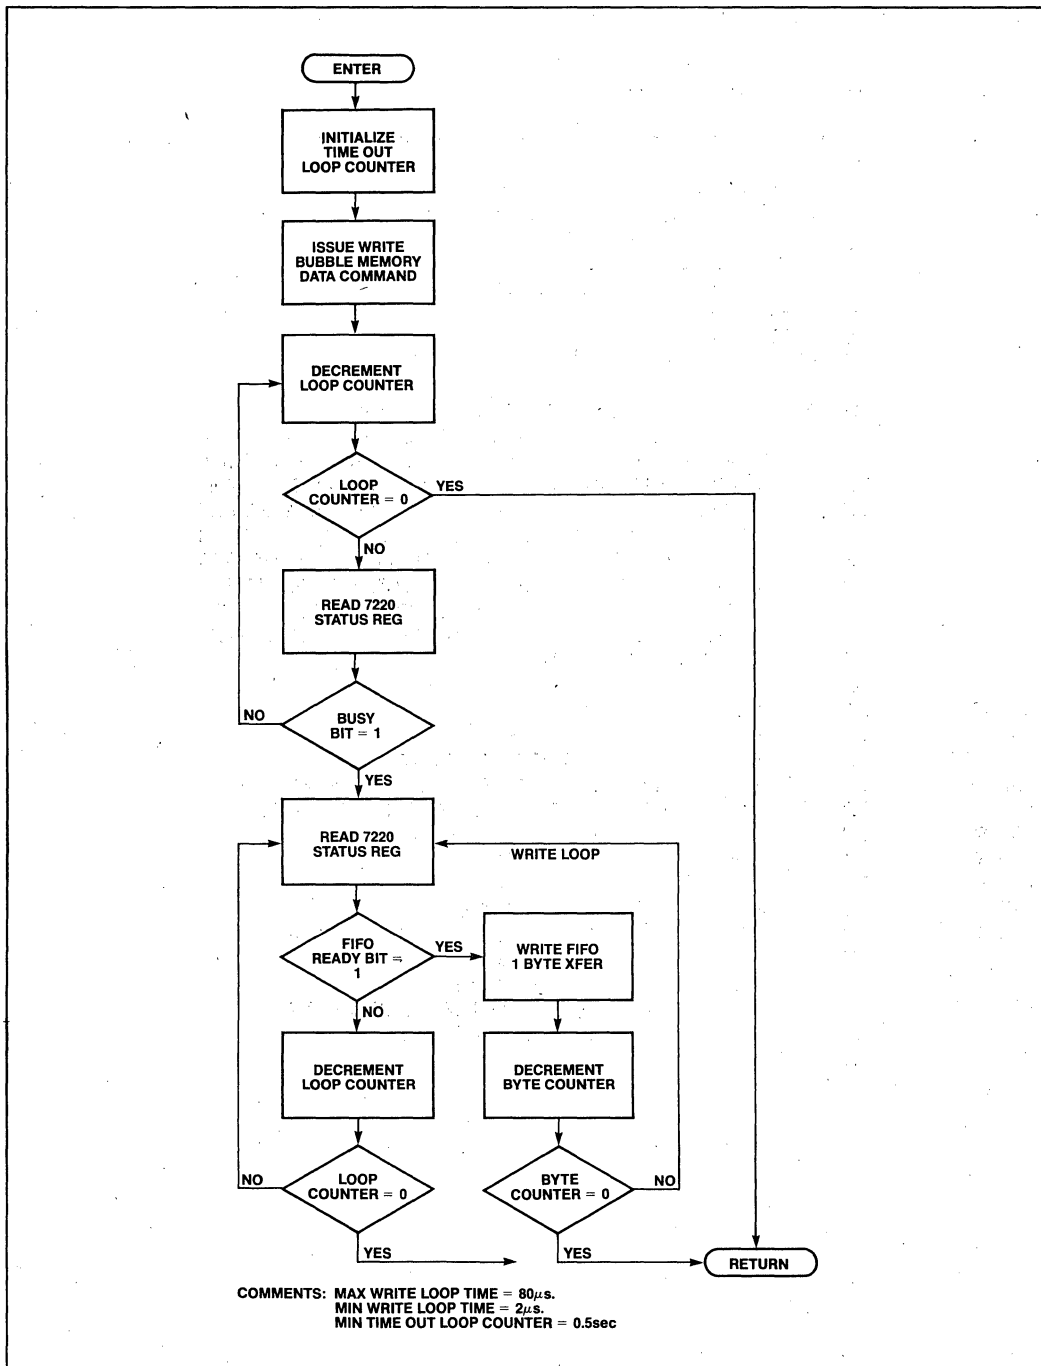 ENTER
INITIALIZE
TIME OUT
LOOP COUNTER
ISSUE WRITE
BUBBLE MEMORY
DATA COMMAND
DECREMENT
LOOP COUNTER
LOOP
COUNTER = 0
YES
NO
READ 7220
STATUS REG
BUSY
BIT = 1
NO
YES
READ 7220
STATUS REG
WRITE LOOP
FIFO
READY BIT =
1
YES
WRITE FIFO
1 BYTE XFER
NO
DECREMENT
LOOP COUNTER
DECREMENT
BYTE COUNTER
LOOP
COUNTER = 0
NO
BYTE
COUNTER = 0
NO
YES
YES
RETURN
COMMENTS: MAX WRITE LOOP TIME = 80µs.
MIN WRITE LOOP TIME = 2µs.
MIN TIME OUT LOOP COUNTER = 0.5sec